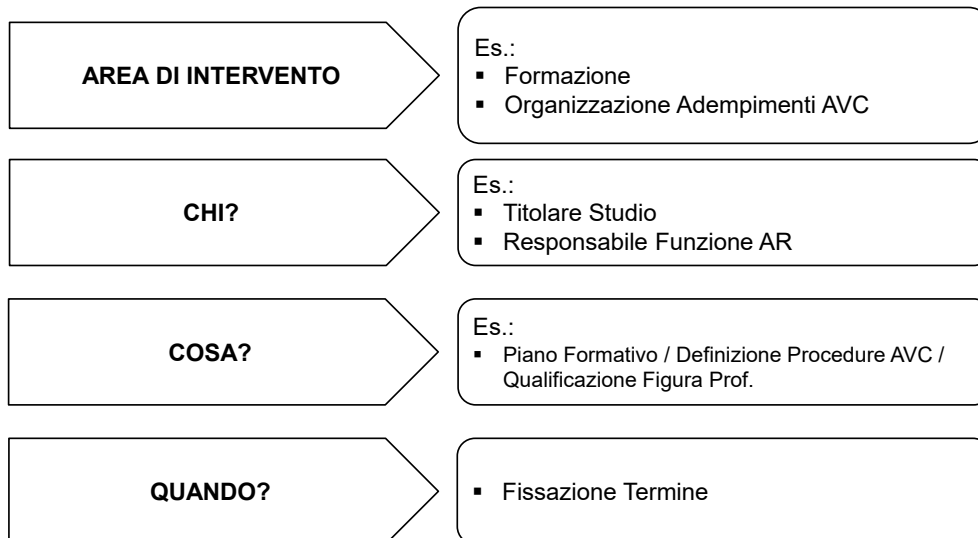 AREA DI INTERVENTO
Es.:
▪ Formazione
▪ Organizzazione Adempimenti AVC
CHI?
Es.:
▪ Titolare Studio
▪ Responsabile Funzione AR
COSA?
Es.:
▪ Piano Formativo / Definizione Procedure AVC /
Qualificazione Figura Prof.
QUANDO?
▪ Fissazione Termine